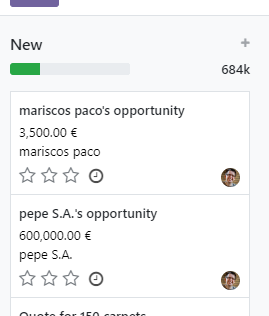 New
684k
mariscos paco's opportunity
3,500.00 €
mariscos paco
pepe S.A.'s opportunity
600,000.00 €
pepe S.A.
Quote for 150 carpets